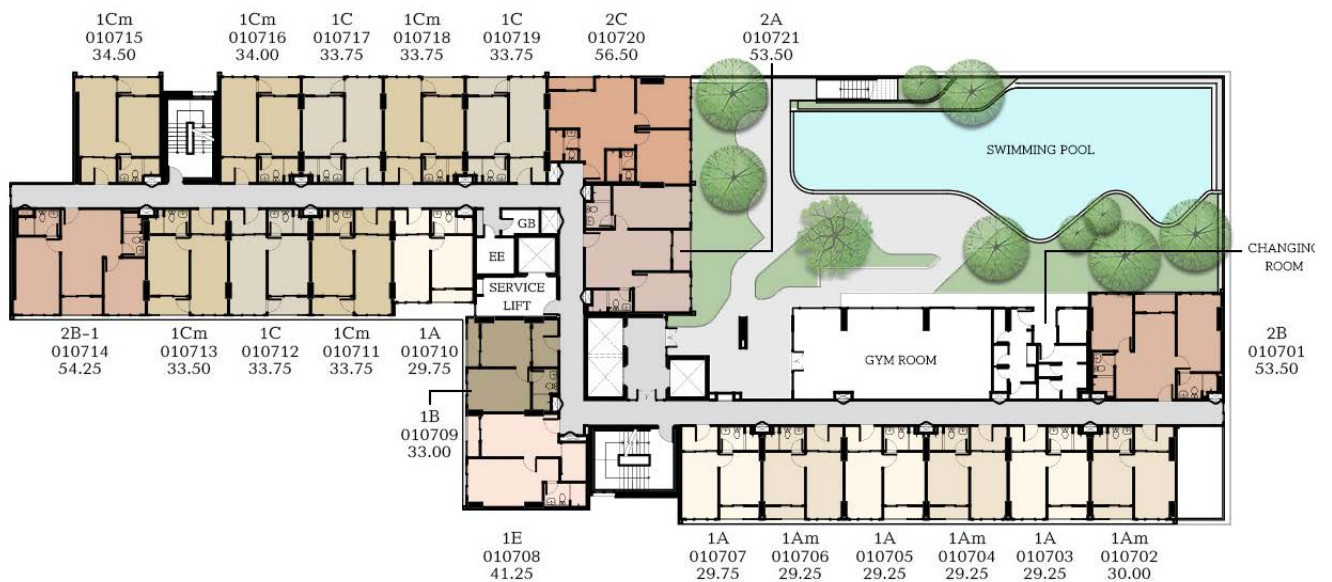 1Cm
010715
34.50
1Cm
010716
34.00
1C
010717
33.75
1Cm
010718
33.75
1C
010719
33.75
2C
010720
56.50
2A
010721
53.50
SWIMMING POOL
GB
EE
SERVICE
LIFT
CHANGING
ROOM
GYM ROOM
2B-1
010714
54.25
1Cm
010713
33.50
1C
010712
33.75
1Cm
010711
33.75
1A
010710
29.75
2B
010701
53.50
1B
010709
33.00
1E
010708
41.25
1A
010707
29.75
1Am
010706
29.25
1A
010705
29.25
1Am
010704
29.25
1A
010703
29.25
1Am
010702
30.00